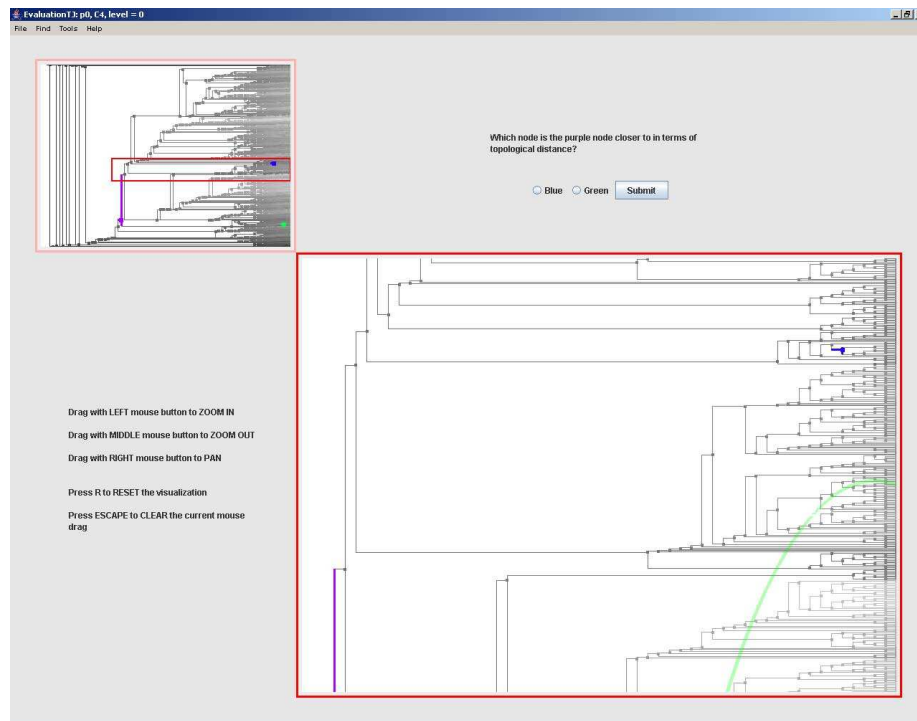 EvaluationT3: p0, C4, level = 0
File Find Tools Help
Which node is the purple node closer to in terms of
topological distance?
Blue Green Submit
Drag with LEFT mouse button to ZOOM IN
Drag with MIDDLE mouse button to ZOOM OUT
Drag with RIGHT mouse button to PAN
Press R to RESET the visualization
Press ESCAPE to CLEAR the current mouse
drag